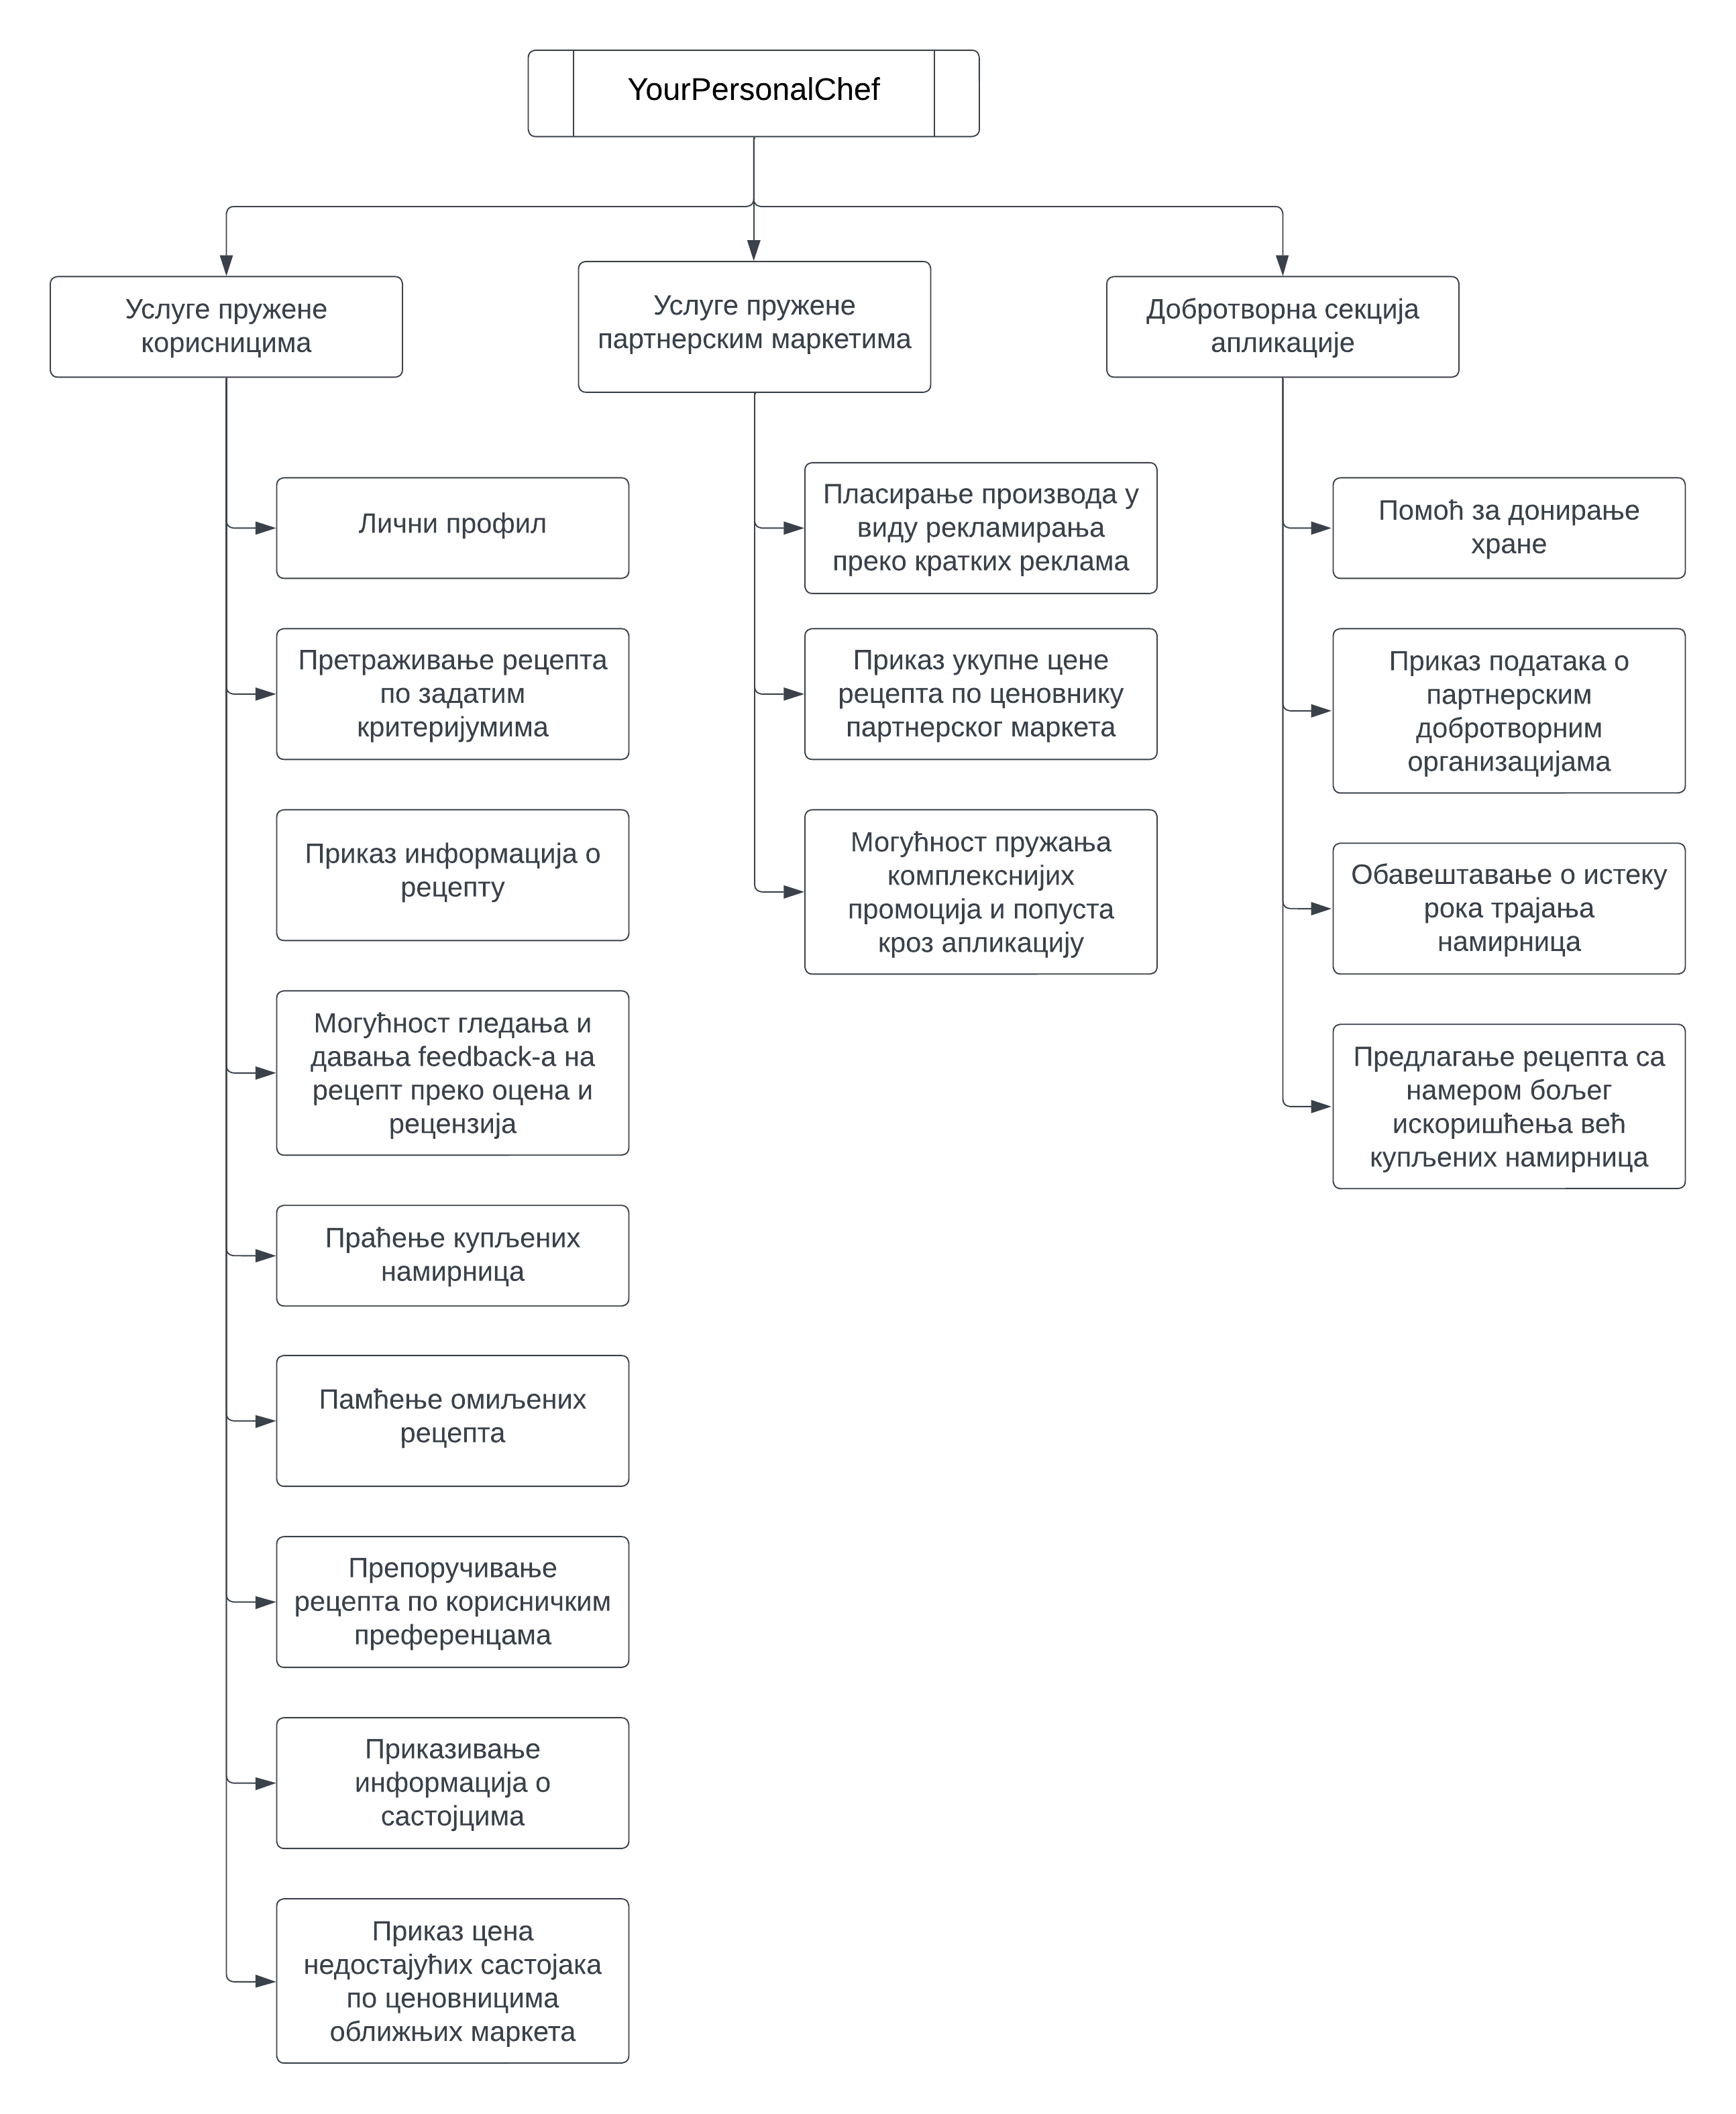 YourPersonalChef
Услуге пружене
корисницима
Лични профил
Претраживање рецепта
по задатим
критеријумима
Приказ информација о
рецепту
Могућност гледања и
давања feedback-а на
рецепт преко оцена и
рецензија
Праћење купљених
намирница
Памћење омиљених
рецепта
Препоручивање
рецепта по корисничким
преференцама
Приказивање
информација о
састојцима
Приказ цена
недостајућих састојака
по ценовницима
оближњих маркета
Услуге пружене
партнерским маркетима
Пласирање производа у
виду рекламирања
преко кратких реклама
Приказ укупне цене
рецепта по ценовнику
партнерског маркета
Могућност пружања
комплекснијих
промоција и попуста
кроз апликацију
Добротворна секција
апликације
Помоћ за донирање
хране
Приказ података о
партнерским
добротворним
организацијама
Обавештавање о истеку
рока трајања
намирница
Предлагање рецепта са
намером бољег
искоришћења већ
купљених намирница